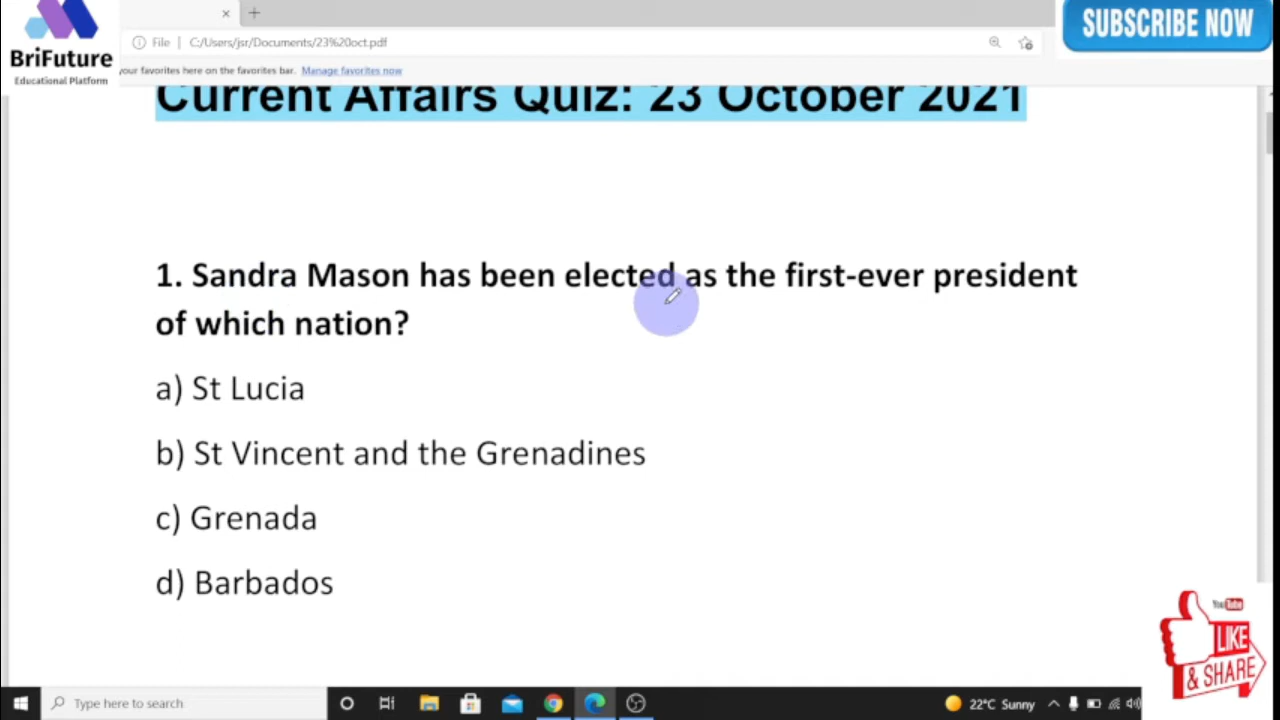 SUBSCRIBE NOW
BriFuture
Educational Platform
File | C:/Users/jsr/Documents/23%20oct.pdf
your favorites here on the favorites bar. Manage favorites now
Current Affairs Quiz: 23 October 2021
1. Sandra Mason has been elected as the first-ever president
of which nation?
a) St Lucia
b) St Vincent and the Grenadines
c) Grenada
d) Barbados
You Tube
LIKE
& SHARE
Type here to search
22°C Sunny